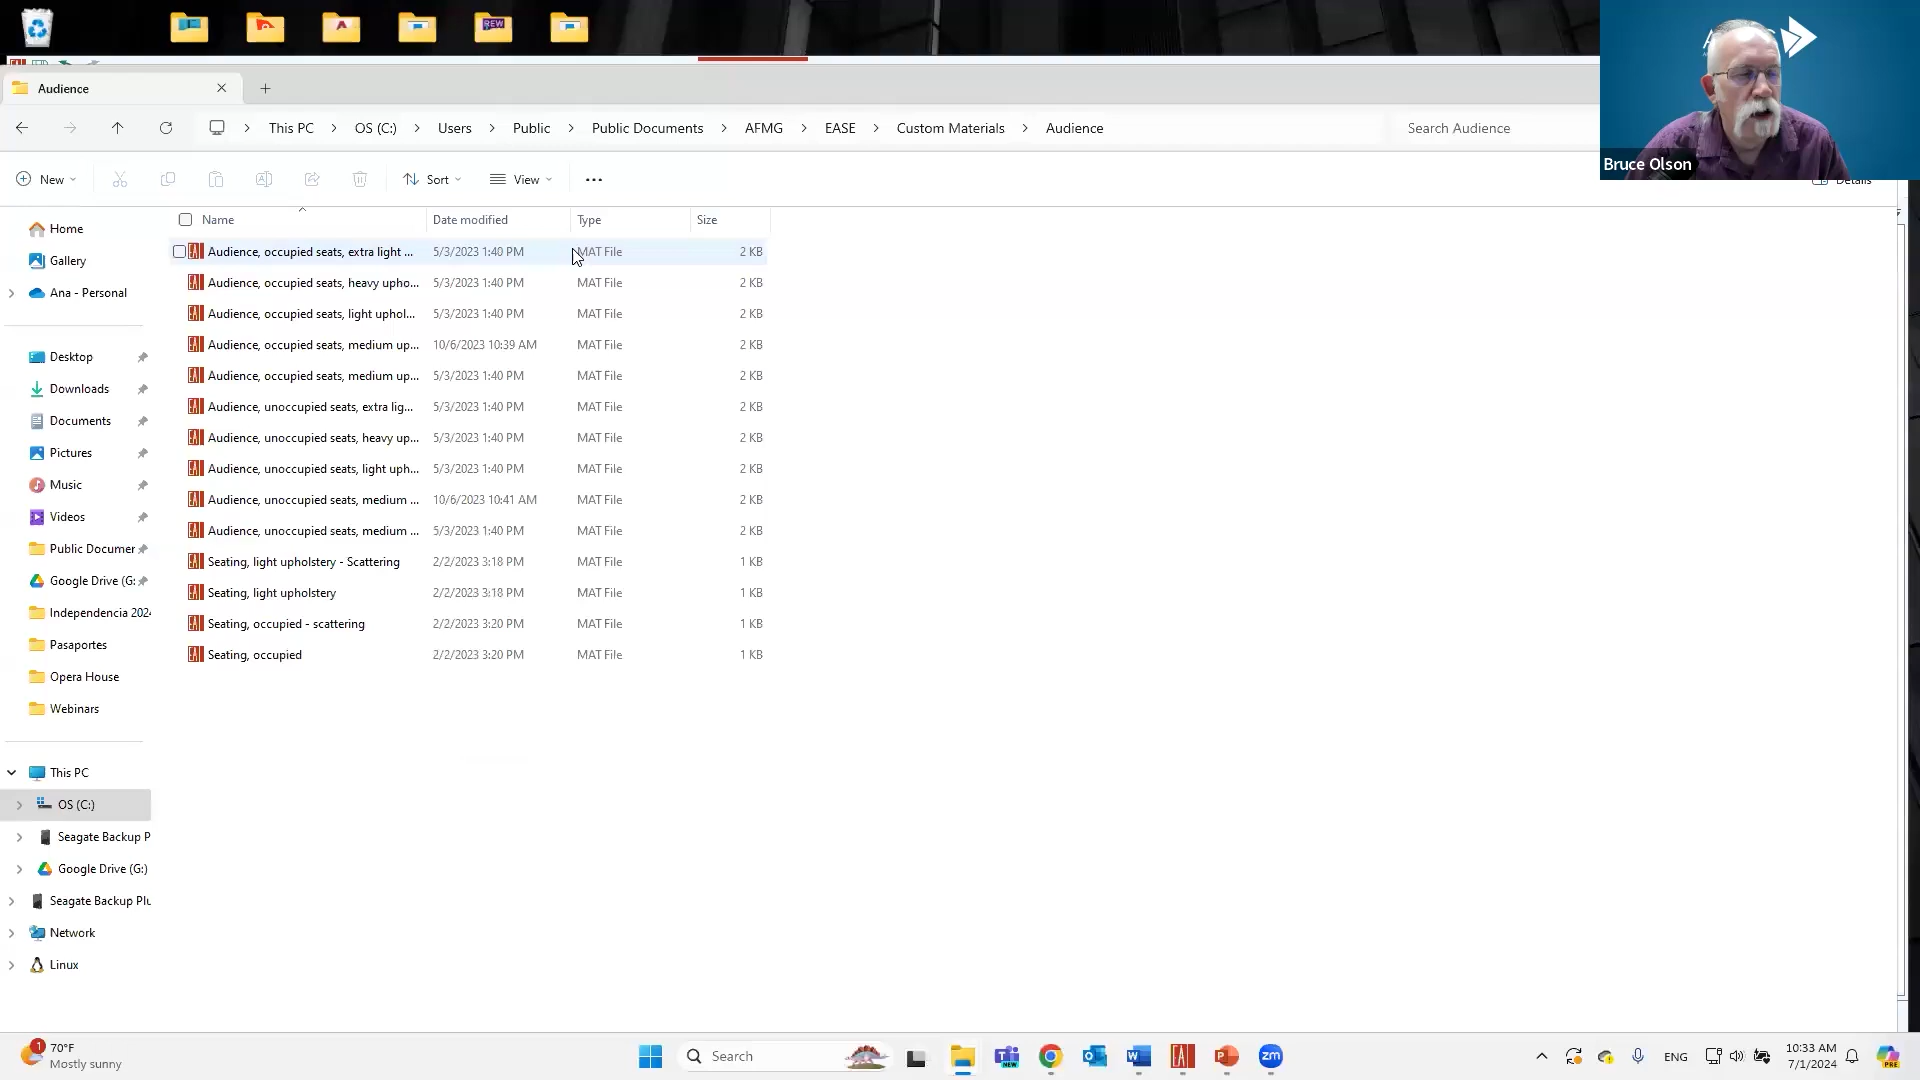 REW
Audience
This PC > OS (C:) > Users > Public > Public Documents > AFMG > EASE > Custom Materials > Audience
Search Audience
Bruce Olson
New
Sort
View
...
Details
Name Date modified Type Size
Home
Gallery
Ana - Personal
Desktop
Downloads
Documents
Pictures
Music
Videos
Public Documer
Google Drive (G:
Independencia 202
Pasaportes
Opera House
Webinars
This PC
OS (C:)
Seagate Backup P
Google Drive (G:)
Seagate Backup Plu
Network
Linux
Audience, occupied seats, extra light ... 5/3/2023 1:40 PM MAT File 2 KB
Audience, occupied seats, heavy upho... 5/3/2023 1:40 PM MAT File 2 KB
Audience, occupied seats, light uphol... 5/3/2023 1:40 PM MAT File 2 KB
Audience, occupied seats, medium up... 10/6/2023 10:39 AM MAT File 2 KB
Audience, occupied seats, medium up... 5/3/2023 1:40 PM MAT File 2 KB
Audience, unoccupied seats, extra lig... 5/3/2023 1:40 PM MAT File 2 KB
Audience, unoccupied seats, heavy up... 5/3/2023 1:40 PM MAT File 2 KB
Audience, unoccupied seats, light uph... 5/3/2023 1:40 PM MAT File 2 KB
Audience, unoccupied seats, medium ... 10/6/2023 10:41 AM MAT File 2 KB
Audience, unoccupied seats, medium ... 5/3/2023 1:40 PM MAT File 2 KB
Seating, light upholstery - Scattering 2/2/2023 3:18 PM MAT File 1 KB
Seating, light upholstery 2/2/2023 3:18 PM MAT File 1 KB
Seating, occupied - scattering 2/2/2023 3:20 PM MAT File 1 KB
Seating, occupied 2/2/2023 3:20 PM MAT File 1 KB
1
70°F
Mostly sunny
Search
NEW
zm
ENG
10:33 AM
7/1/2024
PRE